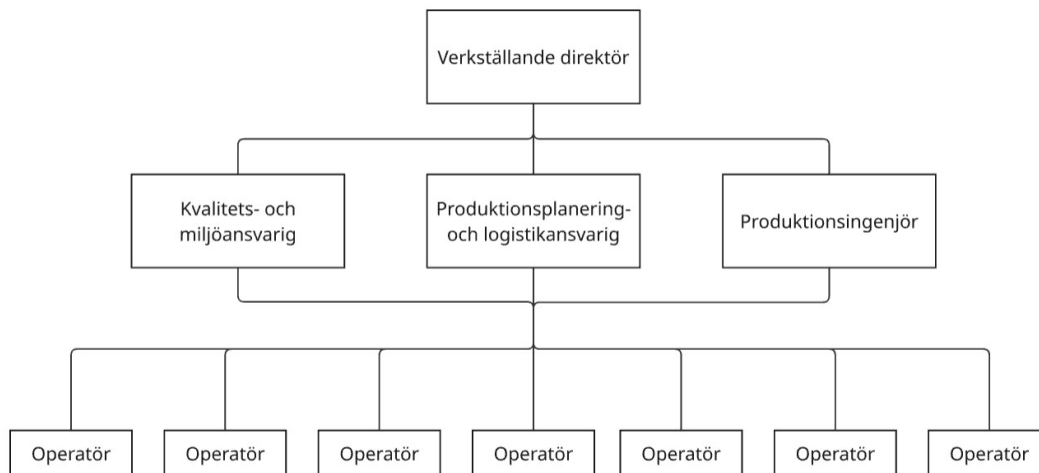 Verkställande direktör
Kvalitets- och
miljöansvarig
Produktionsplanering-
och logistikansvarig
Produktionsingenjör
Operatör
Operatör
Operatör
Operatör
Operatör
Operatör
Operatör